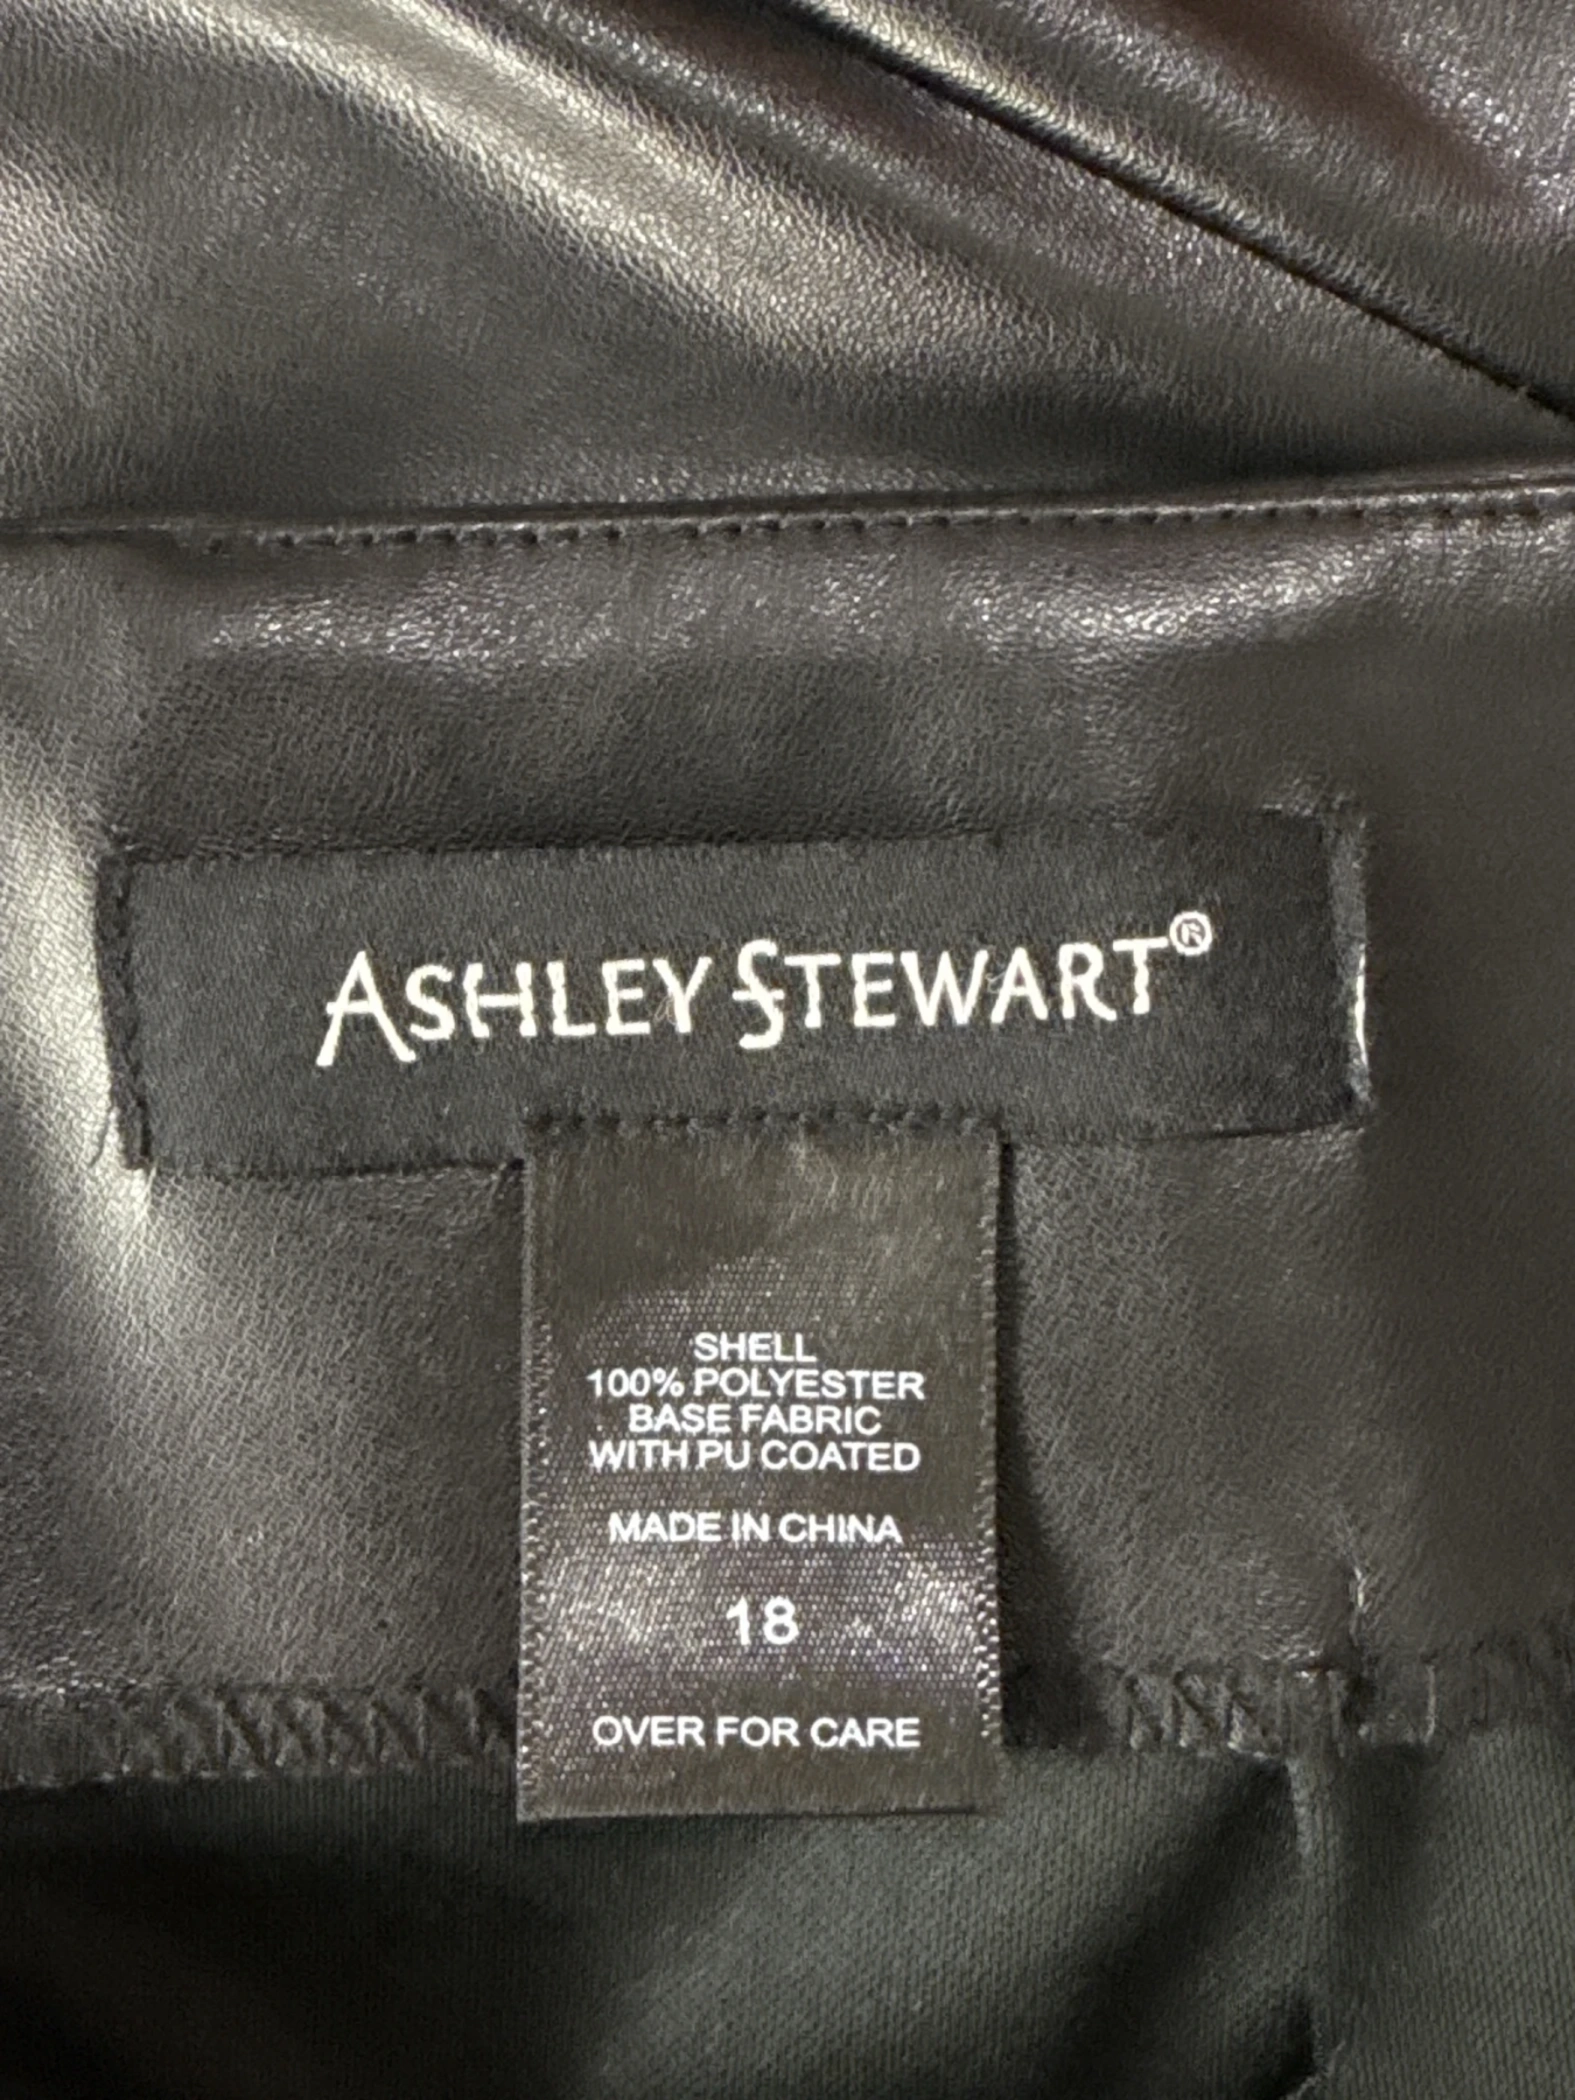 ASHLEY STEWART®
SHELL
100% POLYESTER
BASE FABRIC
WITH PU COATED
MADE IN CHINA
18
OVER FOR CARE